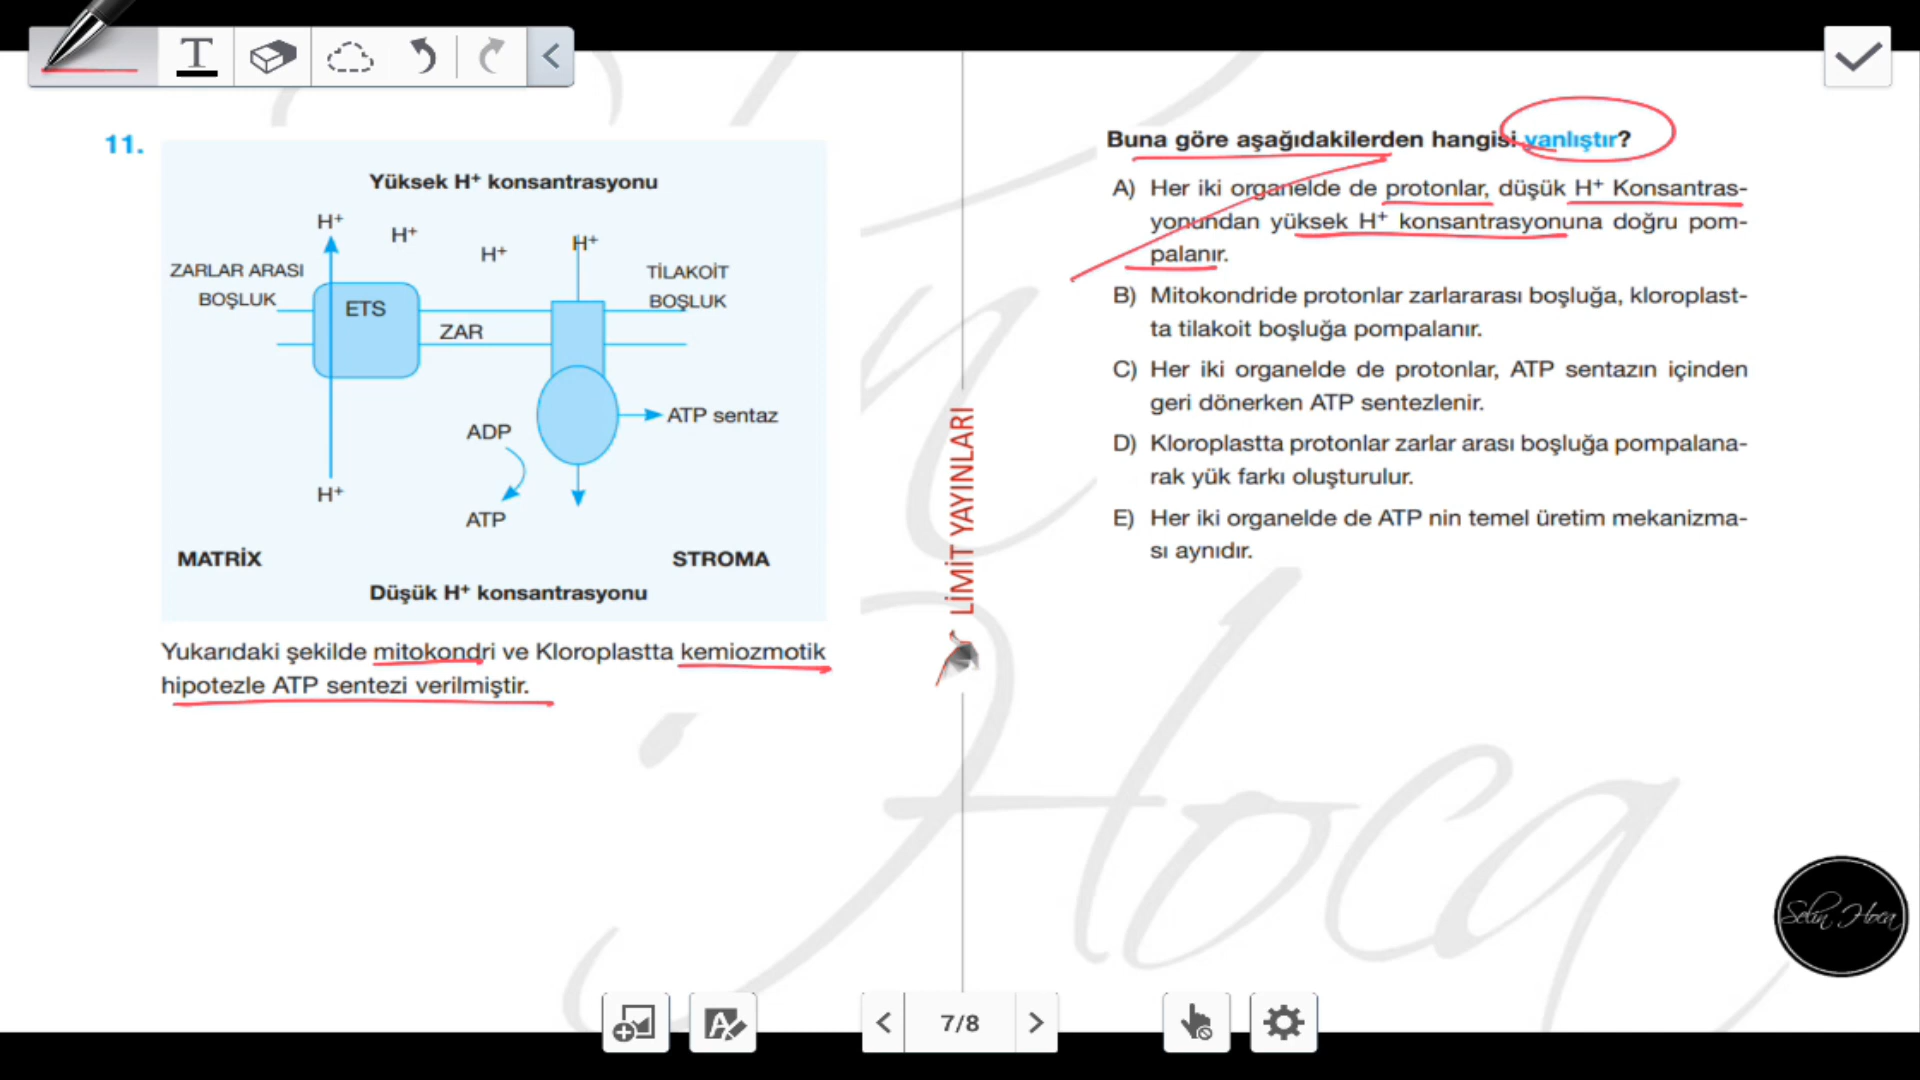 11.
Yüksek H+ konsantrasyonu
H+
H+
H+
H+
ZARLAR ARASI
BOŞLUK
ETS
ZAR
TİLAKOİT
BOŞLUK
ADP
ATP sentaz
H+
ATP
MATRİX
STROMA
Düşük H+ konsantrasyonu
Yukarıdaki şekilde mitokondri ve Kloroplastta kemiozmotik
hipotezle ATP sentezi verilmiştir.
LİMİT YAYINLARI
Buna göre aşağıdakilerden hangisi yanlıştır?
A) Her iki organelde de protonlar, düşük H+ Konsantras-
yonundan yüksek H+ konsantrasyonuna doğru pom-
palanır.
B) Mitokondride protonlar zarlararası boşluğa, kloroplast-
ta tilakoit boşluğa pompalanır.
C) Her iki organelde de protonlar, ATP sentazın içinden
geri dönerken ATP sentezlenir.
D) Kloroplastta protonlar zarlar arası boşluğa pompalana-
rak yük farkı oluşturulur.
E) Her iki organelde de ATP nin temel üretim mekanizma-
sı aynıdır.
Hoca
Selin Hoca
7/8